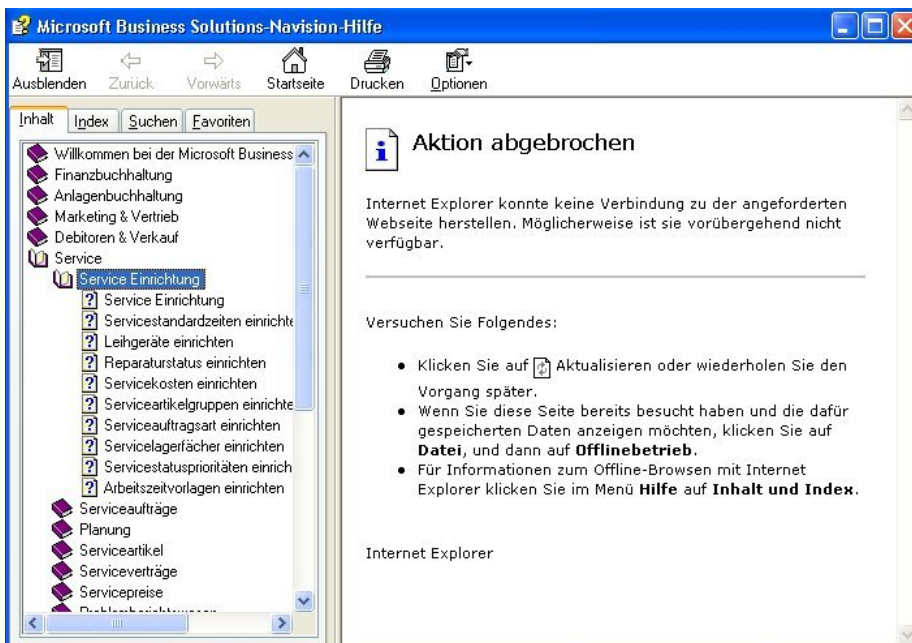 Microsoft Business Solutions-Navision-Hilfe
Ausblenden Zurück Vorwärts Startseite Drucken Optionen
Inhalt Index Suchen Favoriten
Willkommen bei der Microsoft Business
Finanzbuchhaltung
Anlagenbuchhaltung
Marketing & Vertrieb
Debitoren & Verkauf
Service
Service Einrichtung
Service Einrichtung
Servicestandardzeiten einrichte
Leihgeräte einrichten
Reparaturstatus einrichten
Servicekosten einrichten
Serviceartikelgruppen einrichte
Serviceauftragsart einrichten
Servicelagerfächer einrichten
Servicestatusprioritäten einrich
Arbeitszeitvorlagen einrichten
Serviceaufträge
Planung
Serviceartikel
Serviceverträge
Servicepreise
Aktion abgebrochen
Internet Explorer konnte keine Verbindung zu der angeforderten
Webseite herstellen. Möglicherweise ist sie vorübergehend nicht
verfügbar.
Versuchen Sie Folgendes:
Klicken Sie auf Aktualisieren oder wiederholen Sie den
Vorgang später.
Wenn Sie diese Seite bereits besucht haben und die dafür
gespeicherten Daten anzeigen möchten, klicken Sie auf
Datei, und dann auf Offlinebetrieb.
Für Informationen zum Offline-Browsen mit Internet
Explorer klicken Sie im Menü Hilfe auf Inhalt und Index.
Internet Explorer